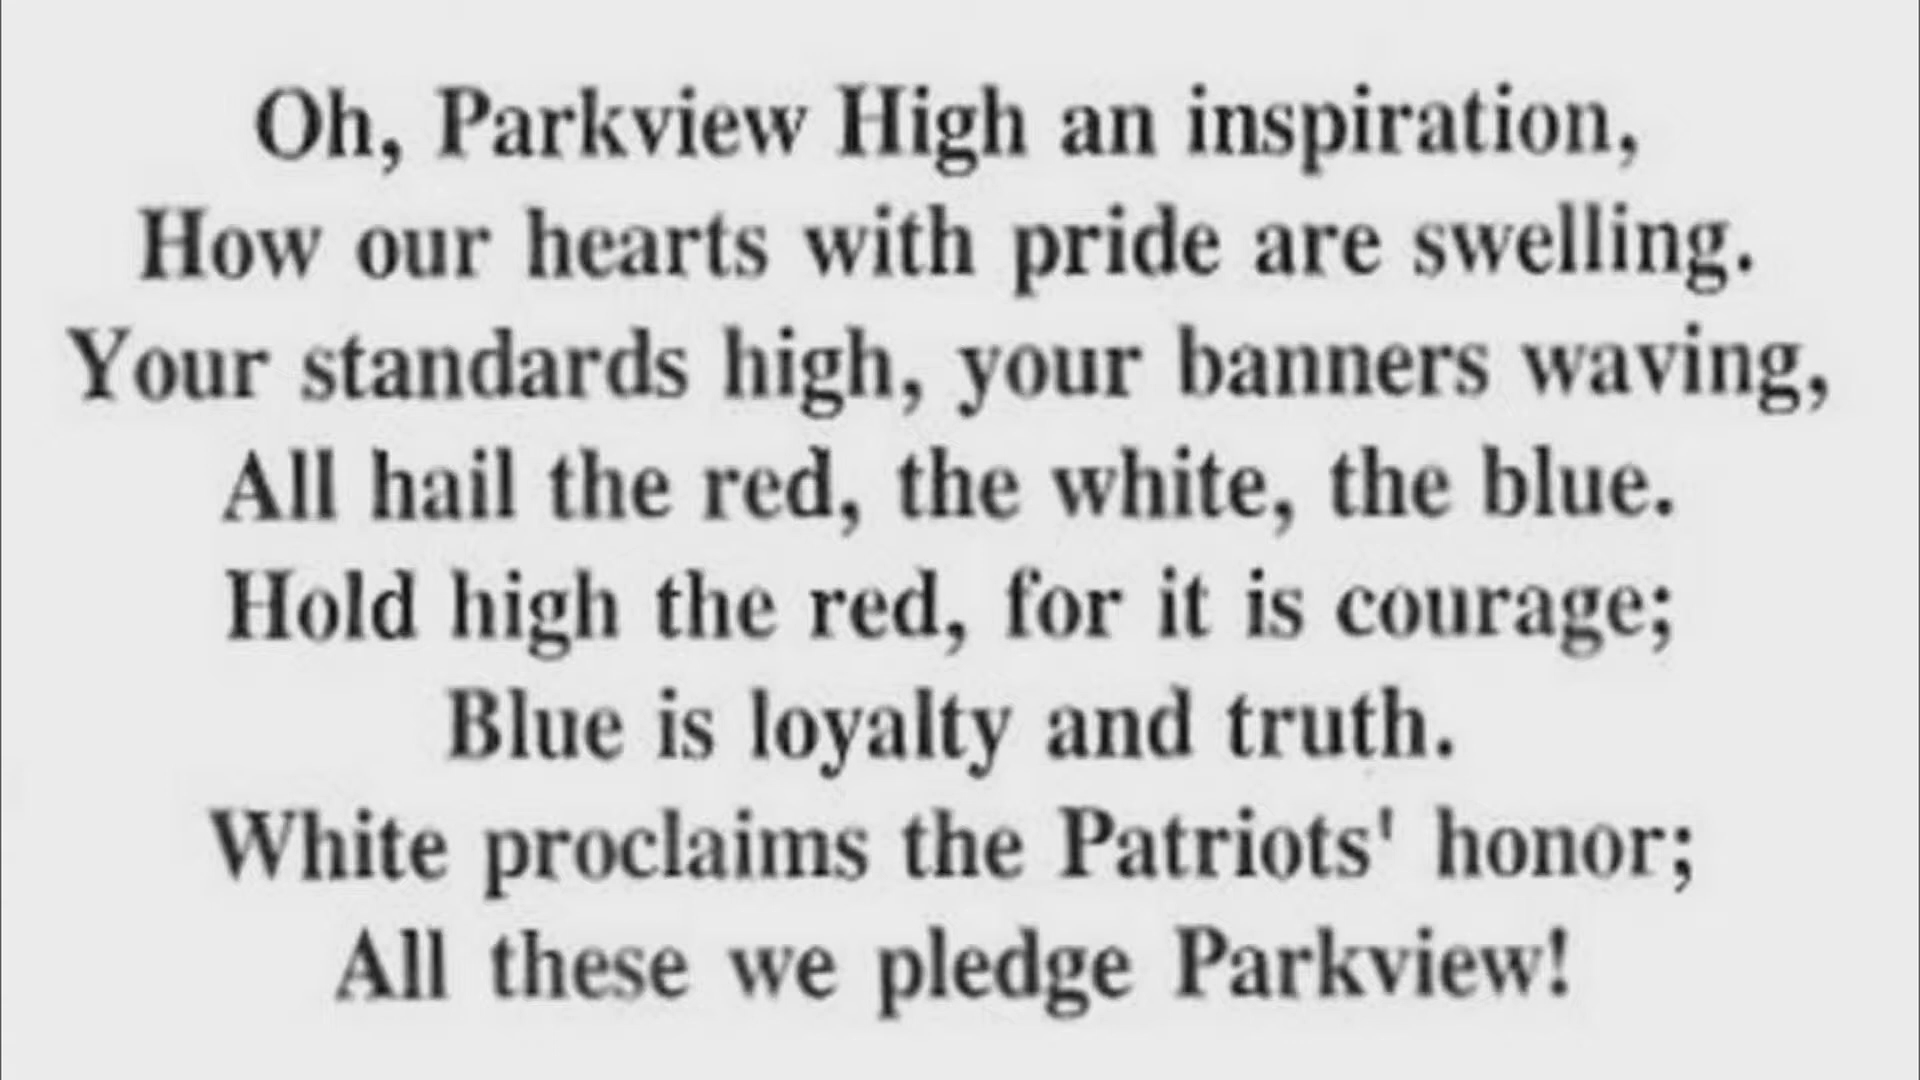 Oh, Parkview High an inspiration,
How our hearts with pride are swelling.
Your standards high, your banners waving,
All hail the red, the white, the blue.
Hold high the red, for it is courage;
Blue is loyalty and truth.
White proclaims the Patriots' honor;
All these we pledge Parkview!